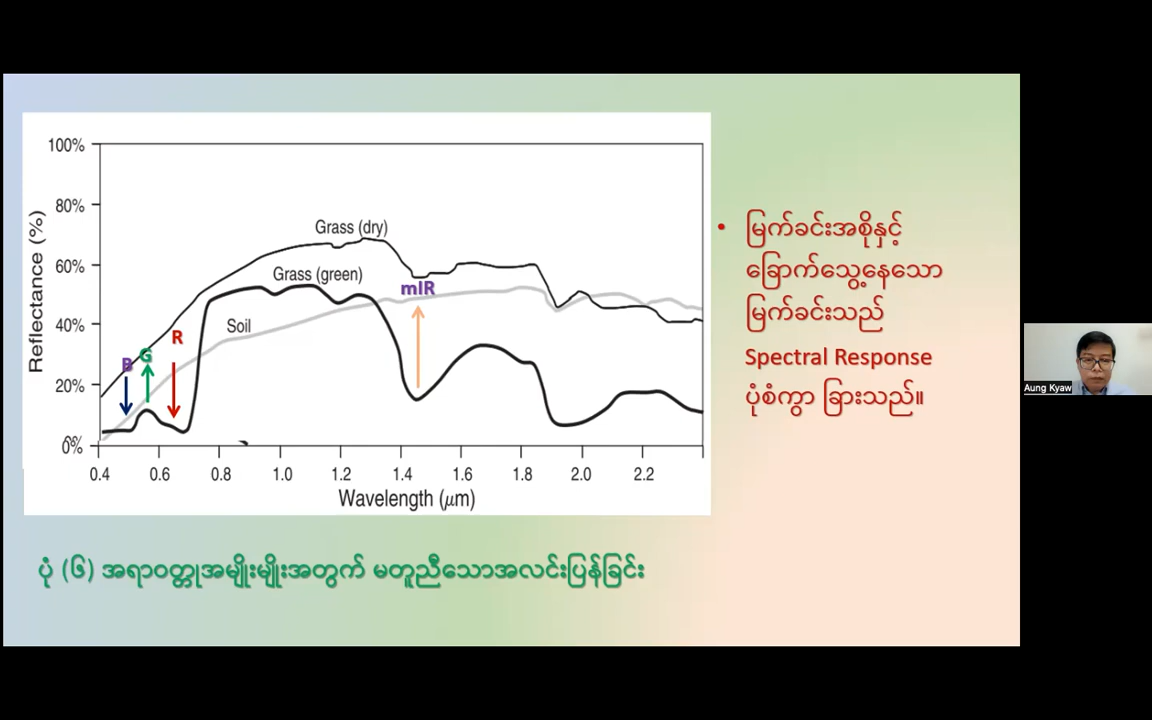 100%
80%
60%
40%
20%
0%
Reflectance (%)
Grass (dry)
Grass (green)
mIR
Soil
R
G
B
0.4 0.6 0.8 1.0 1.2 1.4 1.6 1.8 2.0 2.2
Wavelength (μm)
• မြက်ခင်းအစိုနှင့်
ခြောက်သွေ့နေသော
မြက်ခင်းသည်
Spectral Response
ပုံစံကွာ ခြားသည်။
Aung Kyaw
ပုံ (၆) အရာဝတ္တုအမျိုးမျိုးအတွက် မတူညီသောအလင်းပြန်ခြင်း